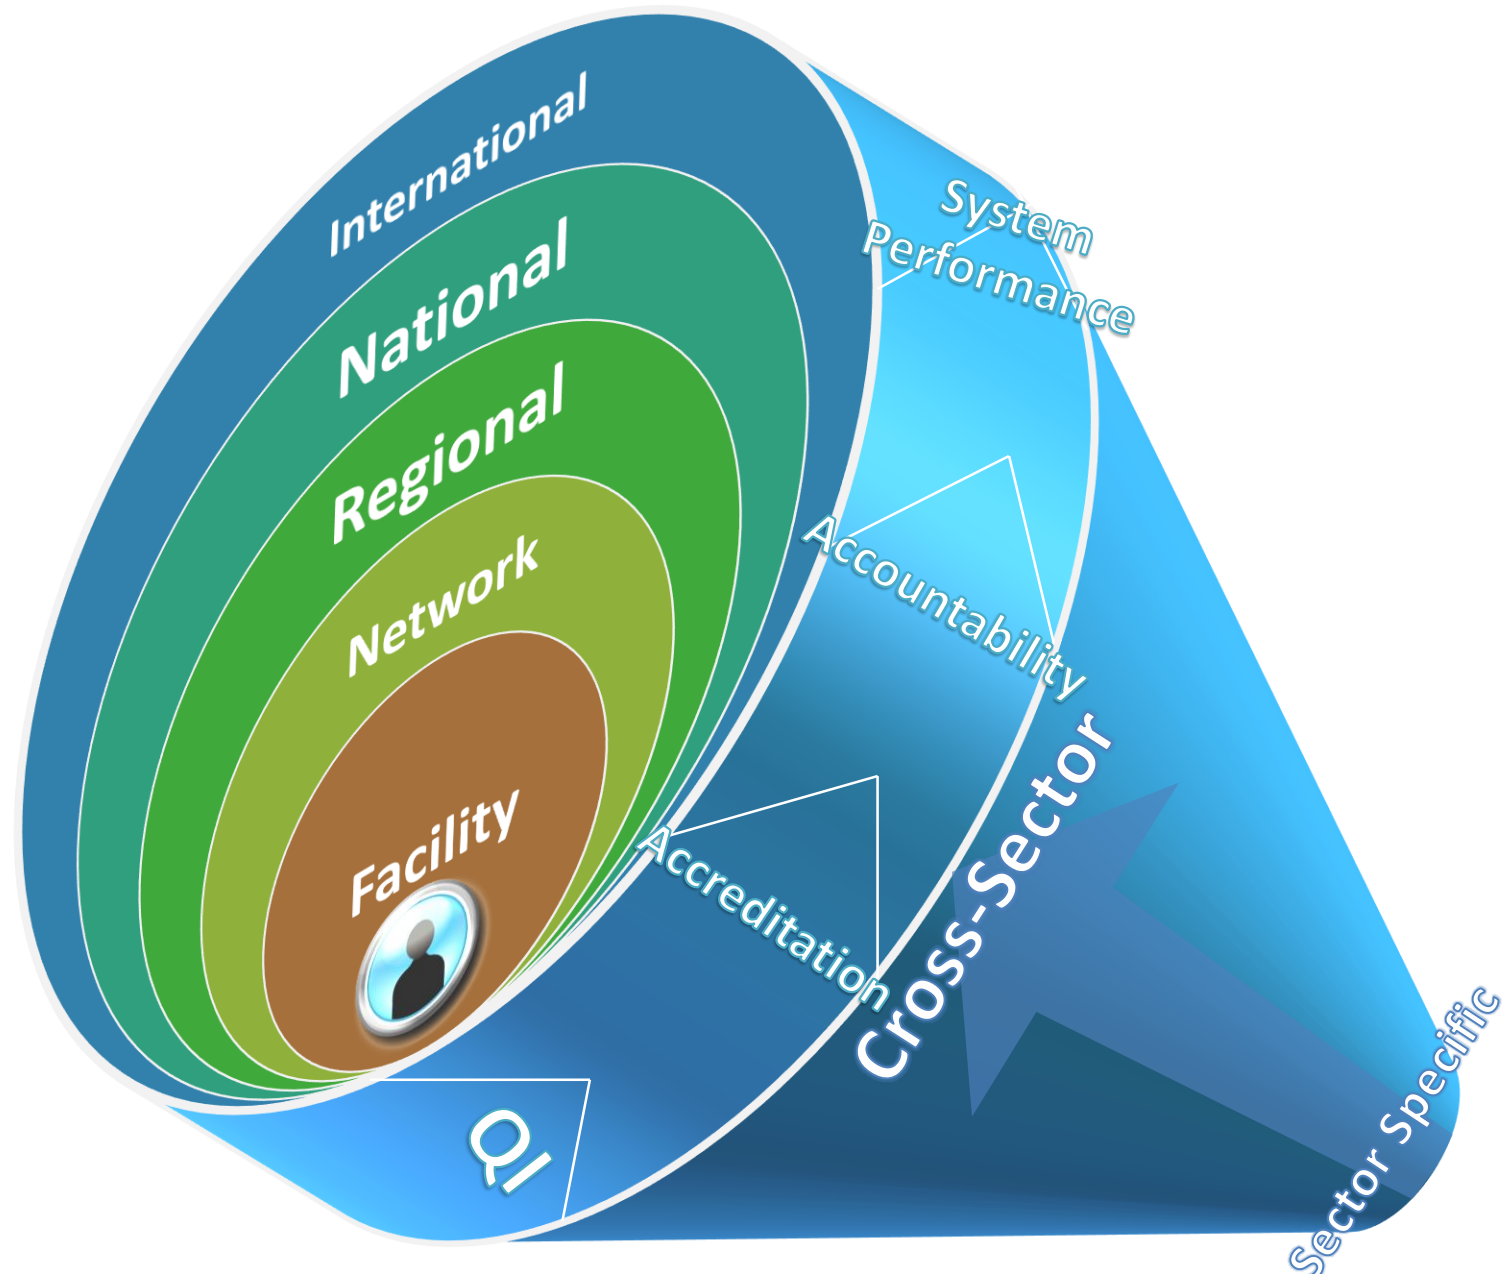 International
National
Regional
Network
Facility
System
Performance
Accountability
Accreditation
QI
Cross-Sector
Sector Specific